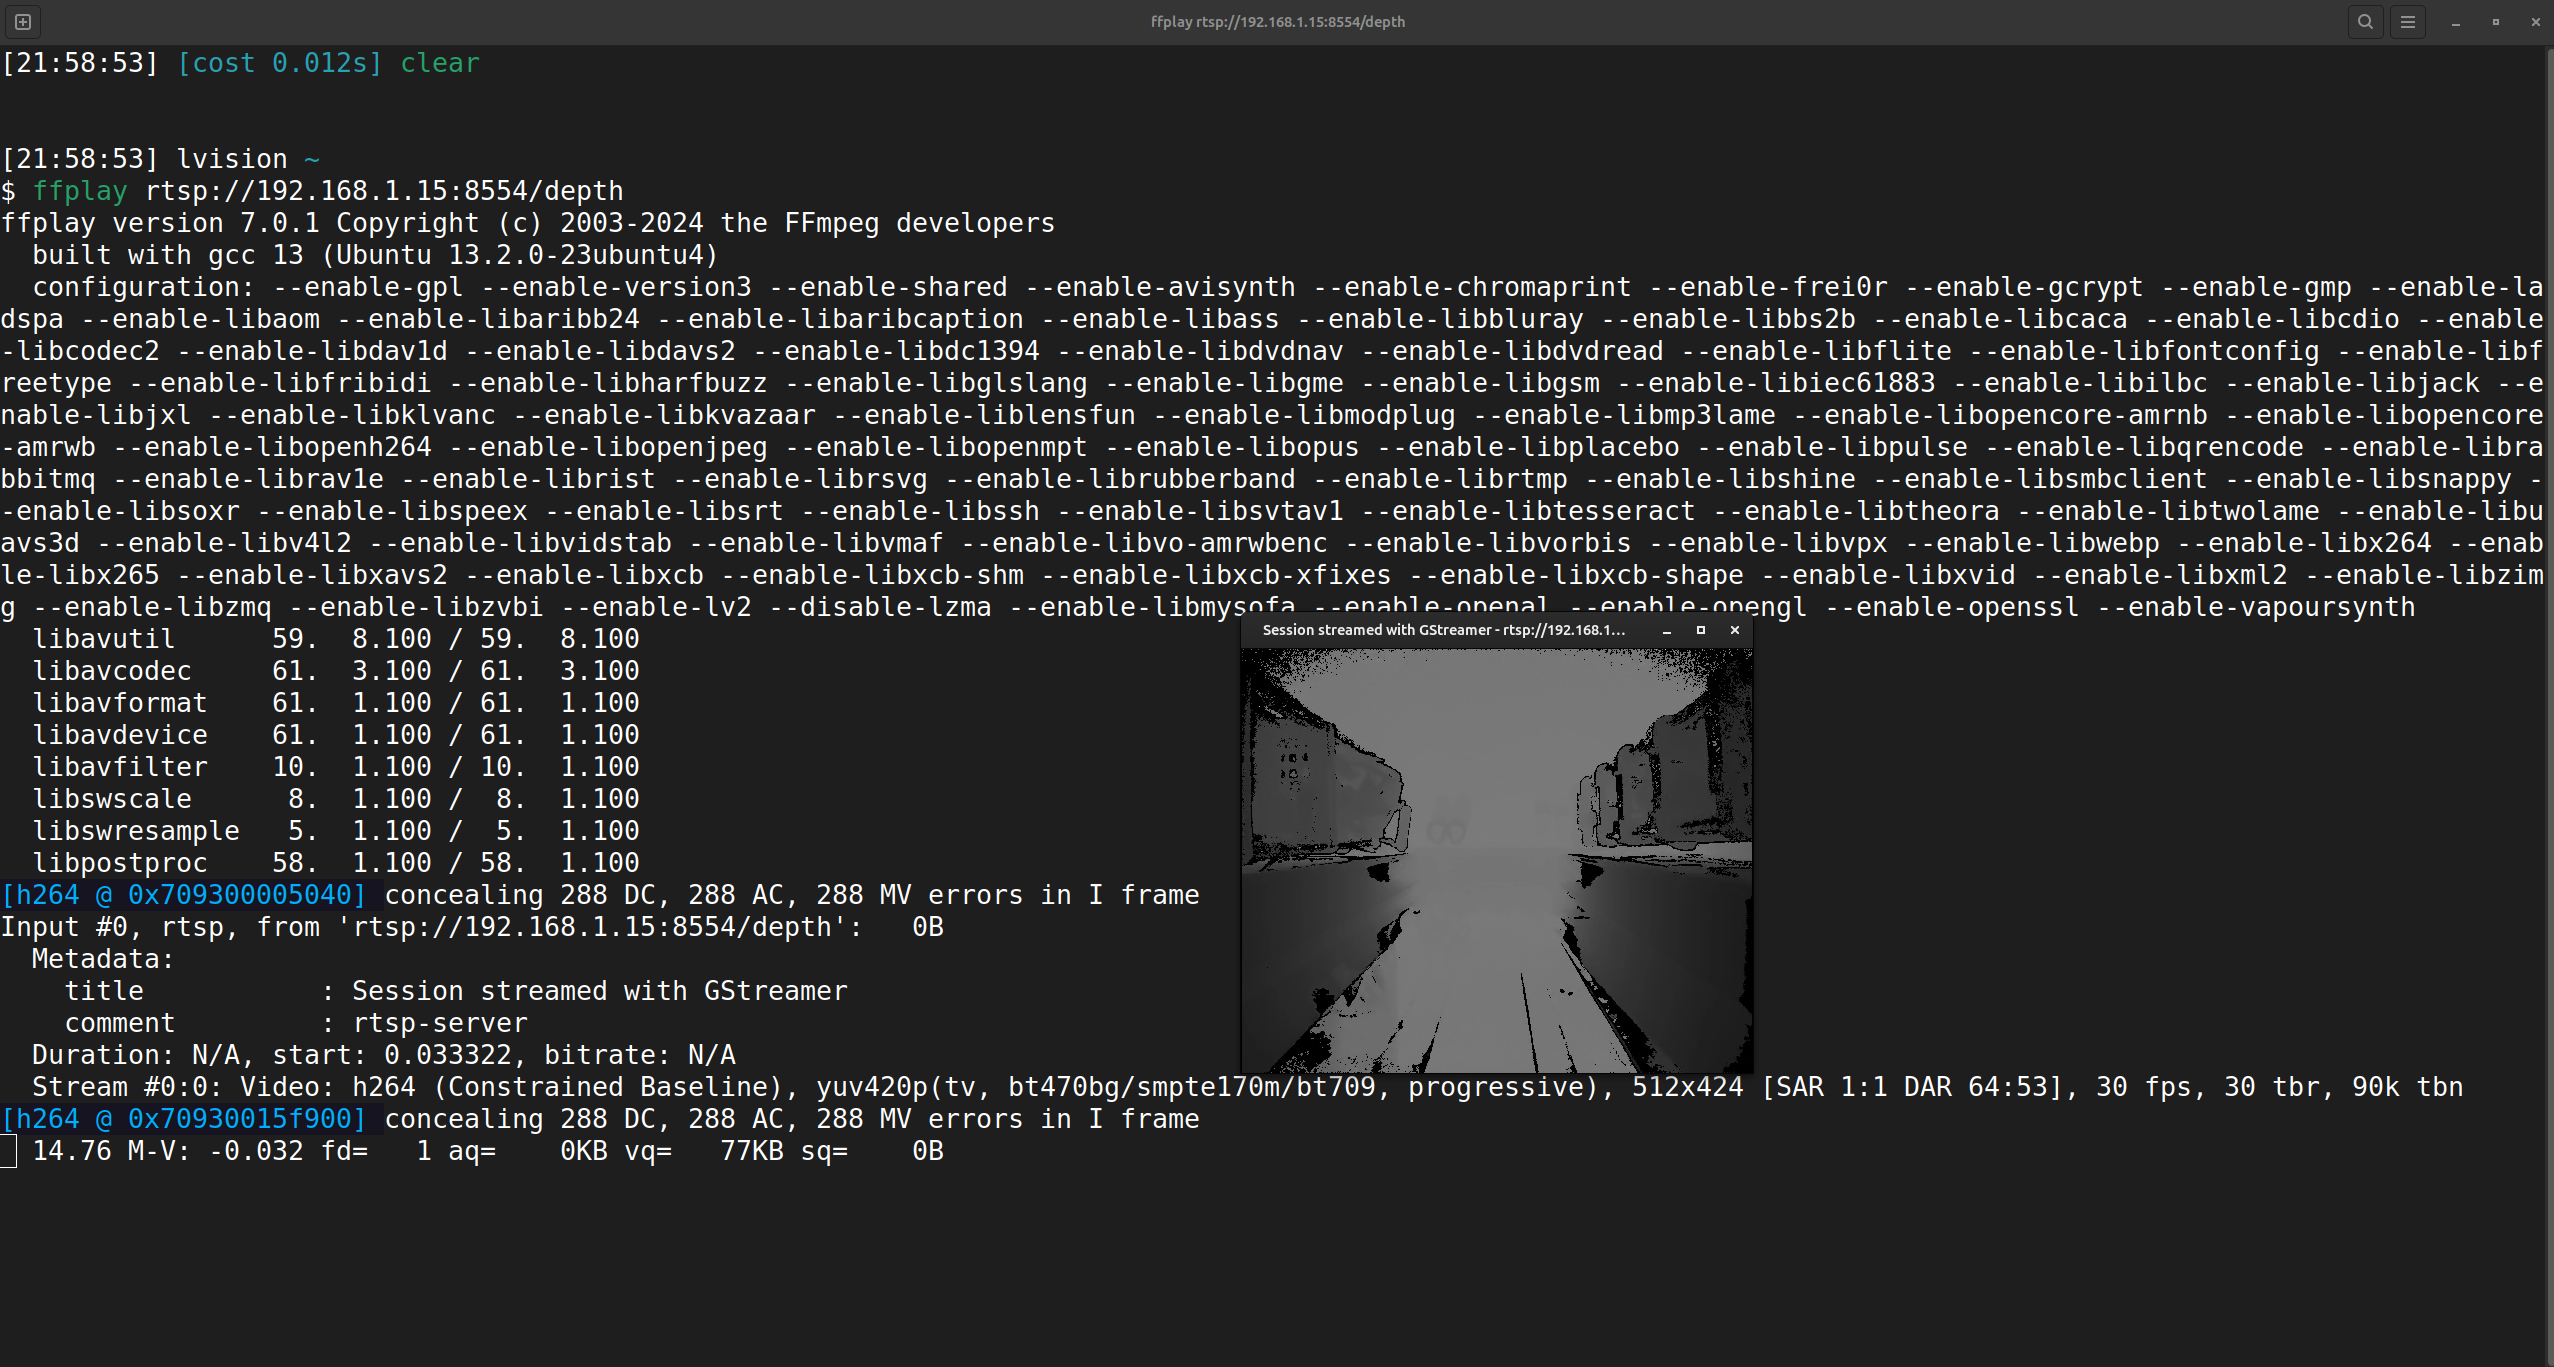 ffplay rtsp://192.168.1.15:8554/depth
[21:58:53] [cost 0.012s] clear
[21:58:53] lvision ~
$ ffplay rtsp://192.168.1.15:8554/depth
ffplay version 7.0.1 Copyright (c) 2003-2024 the FFmpeg developers
  built with gcc 13 (Ubuntu 13.2.0-23ubuntu4)
  configuration: --enable-gpl --enable-version3 --enable-shared --enable-avisynth --enable-chromaprint --enable-frei0r --enable-gcrypt --enable-gmp --enable-la
dspa --enable-libaom --enable-libaribb24 --enable-libaribcaption --enable-libass --enable-libbluray --enable-libbs2b --enable-libcaca --enable-libcdio --enable
-libcodec2 --enable-libdav1d --enable-libdavs2 --enable-libdc1394 --enable-libdvdnav --enable-libdvdread --enable-libflite --enable-libfontconfig --enable-libf
reetype --enable-libfribidi --enable-libharfbuzz --enable-libglslang --enable-libgme --enable-libgsm --enable-libiec61883 --enable-libilbc --enable-libjack --e
nable-libjxl --enable-libklvanc --enable-libkvazaar --enable-liblensfun --enable-libmodplug --enable-libmp3lame --enable-libopencore-amrnb --enable-libopencore
-amrwb --enable-libopenh264 --enable-libopenjpeg --enable-libopenmpt --enable-libopus --enable-libplacebo --enable-libpulse --enable-libqrencode --enable-libra
bbitmq --enable-librav1e --enable-librist --enable-librsvg --enable-librubberband --enable-librtmp --enable-libshine --enable-libsmbclient --enable-libsnappy -
-enable-libsoxr --enable-libspeex --enable-libsrt --enable-libssh --enable-libsvtav1 --enable-libtesseract --enable-libtheora --enable-libtwolame --enable-libu
avs3d --enable-libv4l2 --enable-libvidstab --enable-libvmaf --enable-libvo-amrwbenc --enable-libvorbis --enable-libvpx --enable-libwebp --enable-libx264 --enab
le-libx265 --enable-libxavs2 --enable-libxcb --enable-libxcb-shm --enable-libxcb-xfixes --enable-libxcb-shape --enable-libxvid --enable-libxml2 --enable-libzim
g --enable-libzmq --enable-libzvbi --enable-lv2 --disable-lzma --enable-libmysofa --enable-openal --enable-opengl --enable-openssl --enable-vapoursynth
  libavutil      59.  8.100 / 59.  8.100
  libavcodec     61.  3.100 / 61.  3.100
  libavformat    61.  1.100 / 61.  1.100
  libavdevice    61.  1.100 / 61.  1.100
  libavfilter    10.  1.100 / 10.  1.100
  libswscale      8.  1.100 /  8.  1.100
  libswresample   5.  1.100 /  5.  1.100
  libpostproc    58.  1.100 / 58.  1.100
[h264 @ 0x709300005040] concealing 288 DC, 288 AC, 288 MV errors in I frame
Input #0, rtsp, from 'rtsp://192.168.1.15:8554/depth':   0B
  Metadata:
    title           : Session streamed with GStreamer
    comment         : rtsp-server
  Duration: N/A, start: 0.033322, bitrate: N/A
  Stream #0:0: Video: h264 (Constrained Baseline), yuv420p(tv, bt470bg/smpte170m/bt709, progressive), 512x424 [SAR 1:1 DAR 64:53], 30 fps, 30 tbr, 90k tbn
[h264 @ 0x70930015f900] concealing 288 DC, 288 AC, 288 MV errors in I frame
  14.76 M-V: -0.032 fd=   1 aq=    0KB vq=   77KB sq=    0B
Session streamed with GStreamer - rtsp://192.168.1...